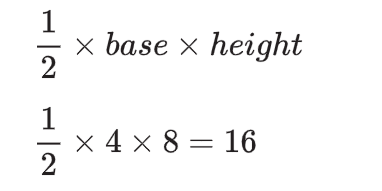 1/2 × base × height
1/2 × 4 × 8 = 16